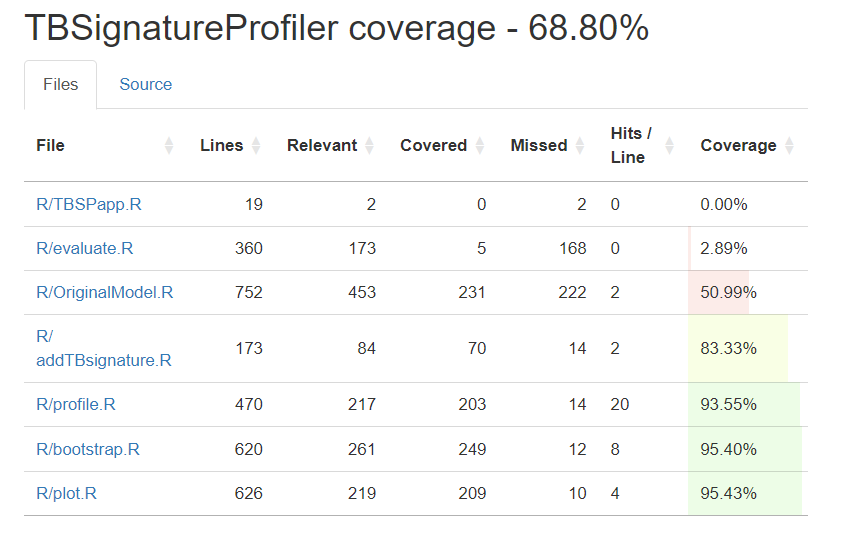 TBSignatureProfiler coverage - 68.80%
Files Source
File Lines Relevant Covered Missed Hits / Line Coverage
R/TBSPapp.R 19 2 0 2 0 0.00%
R/evaluate.R 360 173 5 168 0 2.89%
R/OriginalModel.R 752 453 231 222 2 50.99%
R/addTBsignature.R 173 84 70 14 2 83.33%
R/profile.R 470 217 203 14 20 93.55%
R/bootstrap.R 620 261 249 12 8 95.40%
R/plot.R 626 219 209 10 4 95.43%